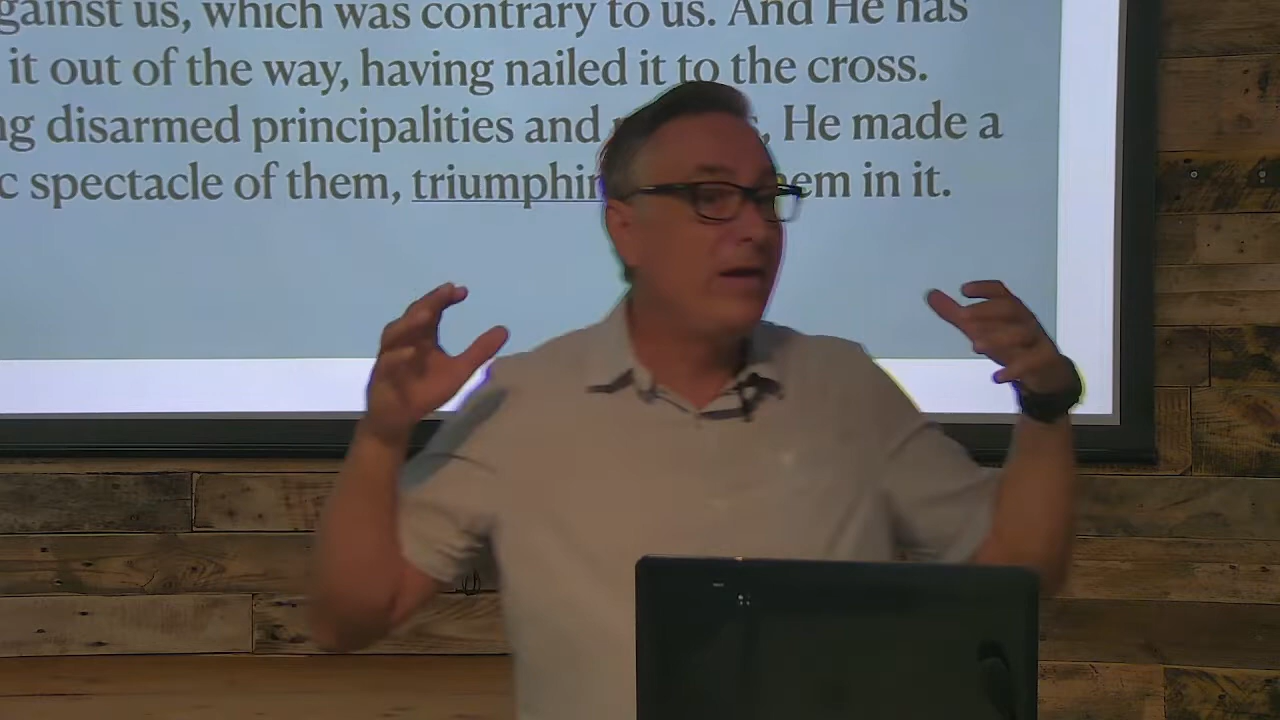 gainst us, which was contrary to us. And He has
it out of the way, having nailed it to the cross.
ng disarmed principalities and , He made a
c spectacle of them, triumphin em in it.